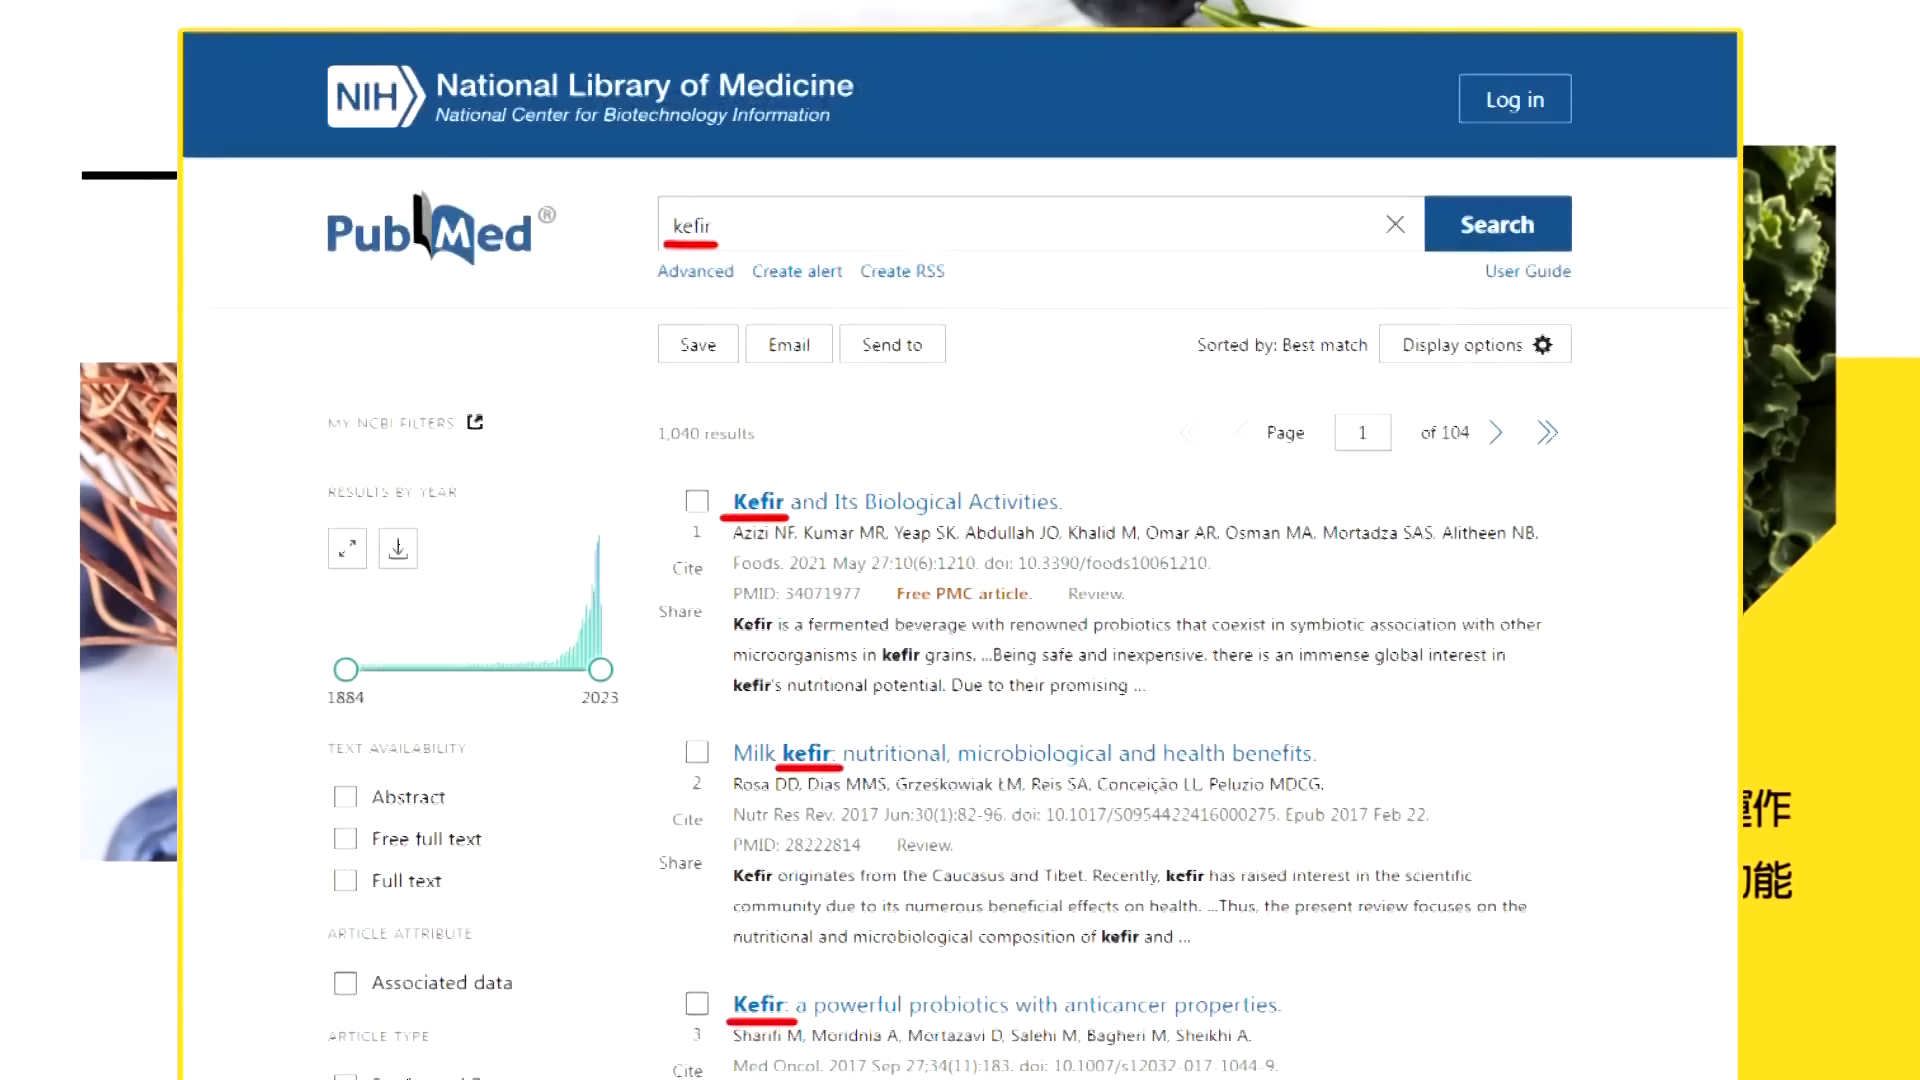 NIH National Library of Medicine
National Center for Biotechnology Information
Log in
PubMed®
kefir
Search
Advanced Create alert Create RSS
User Guide
Save Email Send to
Sorted by: Best match Display options
MY NCBI FILTERS
1,040 results
Page 1 of 104
RESULTS BY YEAR
1884 2023
TEXT AVAILABILITY
Abstract
Free full text
Full text
ARTICLE ATTRIBUTE
Associated data
ARTICLE TYPE
Kefir and Its Biological Activities.
1
Azizi NF, Kumar MR, Yeap SK, Abdullah JO, Khalid M, Omar AR, Osman MA, Mortadza SAS, Alitheen NB.
Cite
Foods. 2021 May 27;10(6):1210. doi: 10.3390/foods10061210.
PMID: 34071977 Free PMC article. Review.
Share
Kefir is a fermented beverage with renowned probiotics that coexist in symbiotic association with other
microorganisms in kefir grains. ...Being safe and inexpensive, there is an immense global interest in
kefir's nutritional potential. Due to their promising ...
Milk kefir: nutritional, microbiological and health benefits.
2
Rosa DD, Dias MMS, Grześkowiak ŁM, Reis SA, Conceição LL, Peluzio MDCG.
Cite
Nutr Res Rev. 2017 Jun;30(1):82-96. doi: 10.1017/S0954422416000275. Epub 2017 Feb 22.
PMID: 28222814 Review.
Share
Kefir originates from the Caucasus and Tibet. Recently, kefir has raised interest in the scientific
community due to its numerous beneficial effects on health. ...Thus, the present review focuses on the
nutritional and microbiological composition of kefir and ...
Kefir: a powerful probiotics with anticancer properties.
3
Sharifi M, Moridnia A, Mortazavi D, Salehi M, Bagheri M, Sheikhi A.
Cite
Med Oncol. 2017 Sep 27;34(11):183. doi: 10.1007/s12032-017-1044-9.
作
能